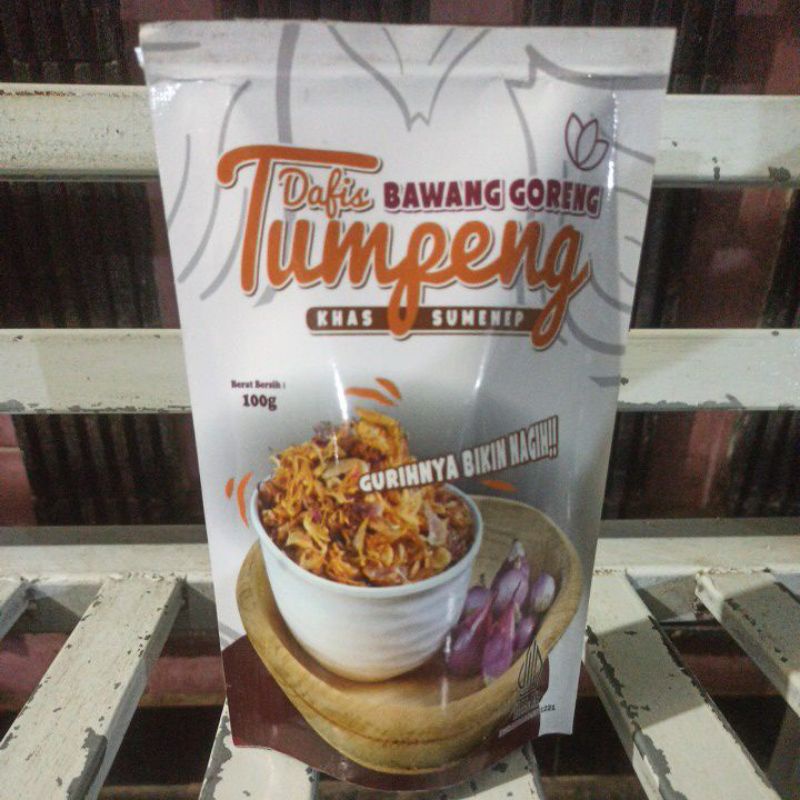 Dafis BAWANG GORENG
Tumpeng
KHAS SUMENEP
Berat Bersih :
100g
GURIHNYA BIKIN NAGIH!!